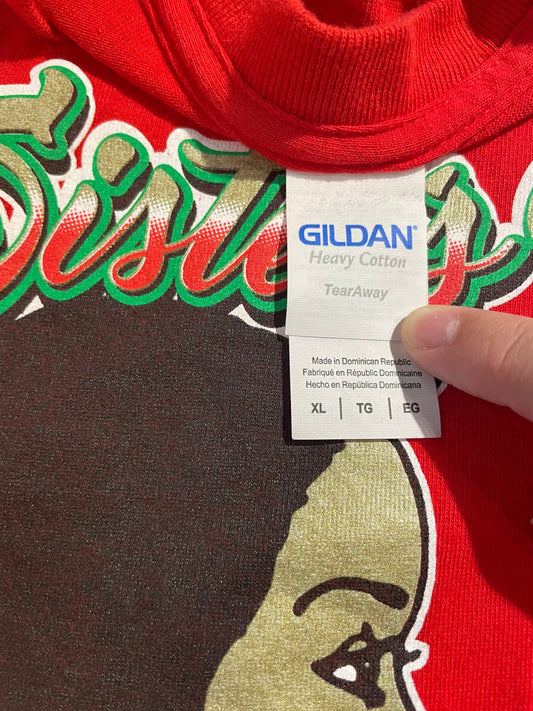 Sisters
GILDAN®
Heavy Cotton
TearAway
Made in Dominican Republic
Fabriqué en République Dominicaine
Hecho en República Dominicana
XL | TG | EG